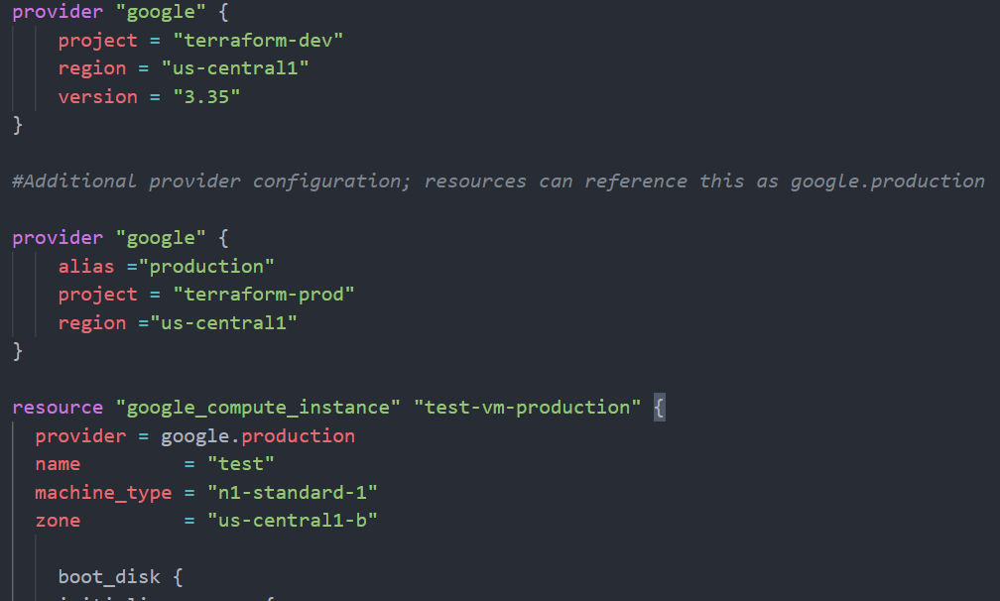 provider "google" {
    project = "terraform-dev"
    region = "us-central1"
    version = "3.35"
}
#Additional provider configuration; resources can reference this as google.production
provider "google" {
    alias ="production"
    project = "terraform-prod"
    region ="us-central1"
}
resource "google_compute_instance" "test-vm-production" {
  provider = google.production
  name         = "test"
  machine_type = "n1-standard-1"
  zone         = "us-central1-b"
    boot_disk {